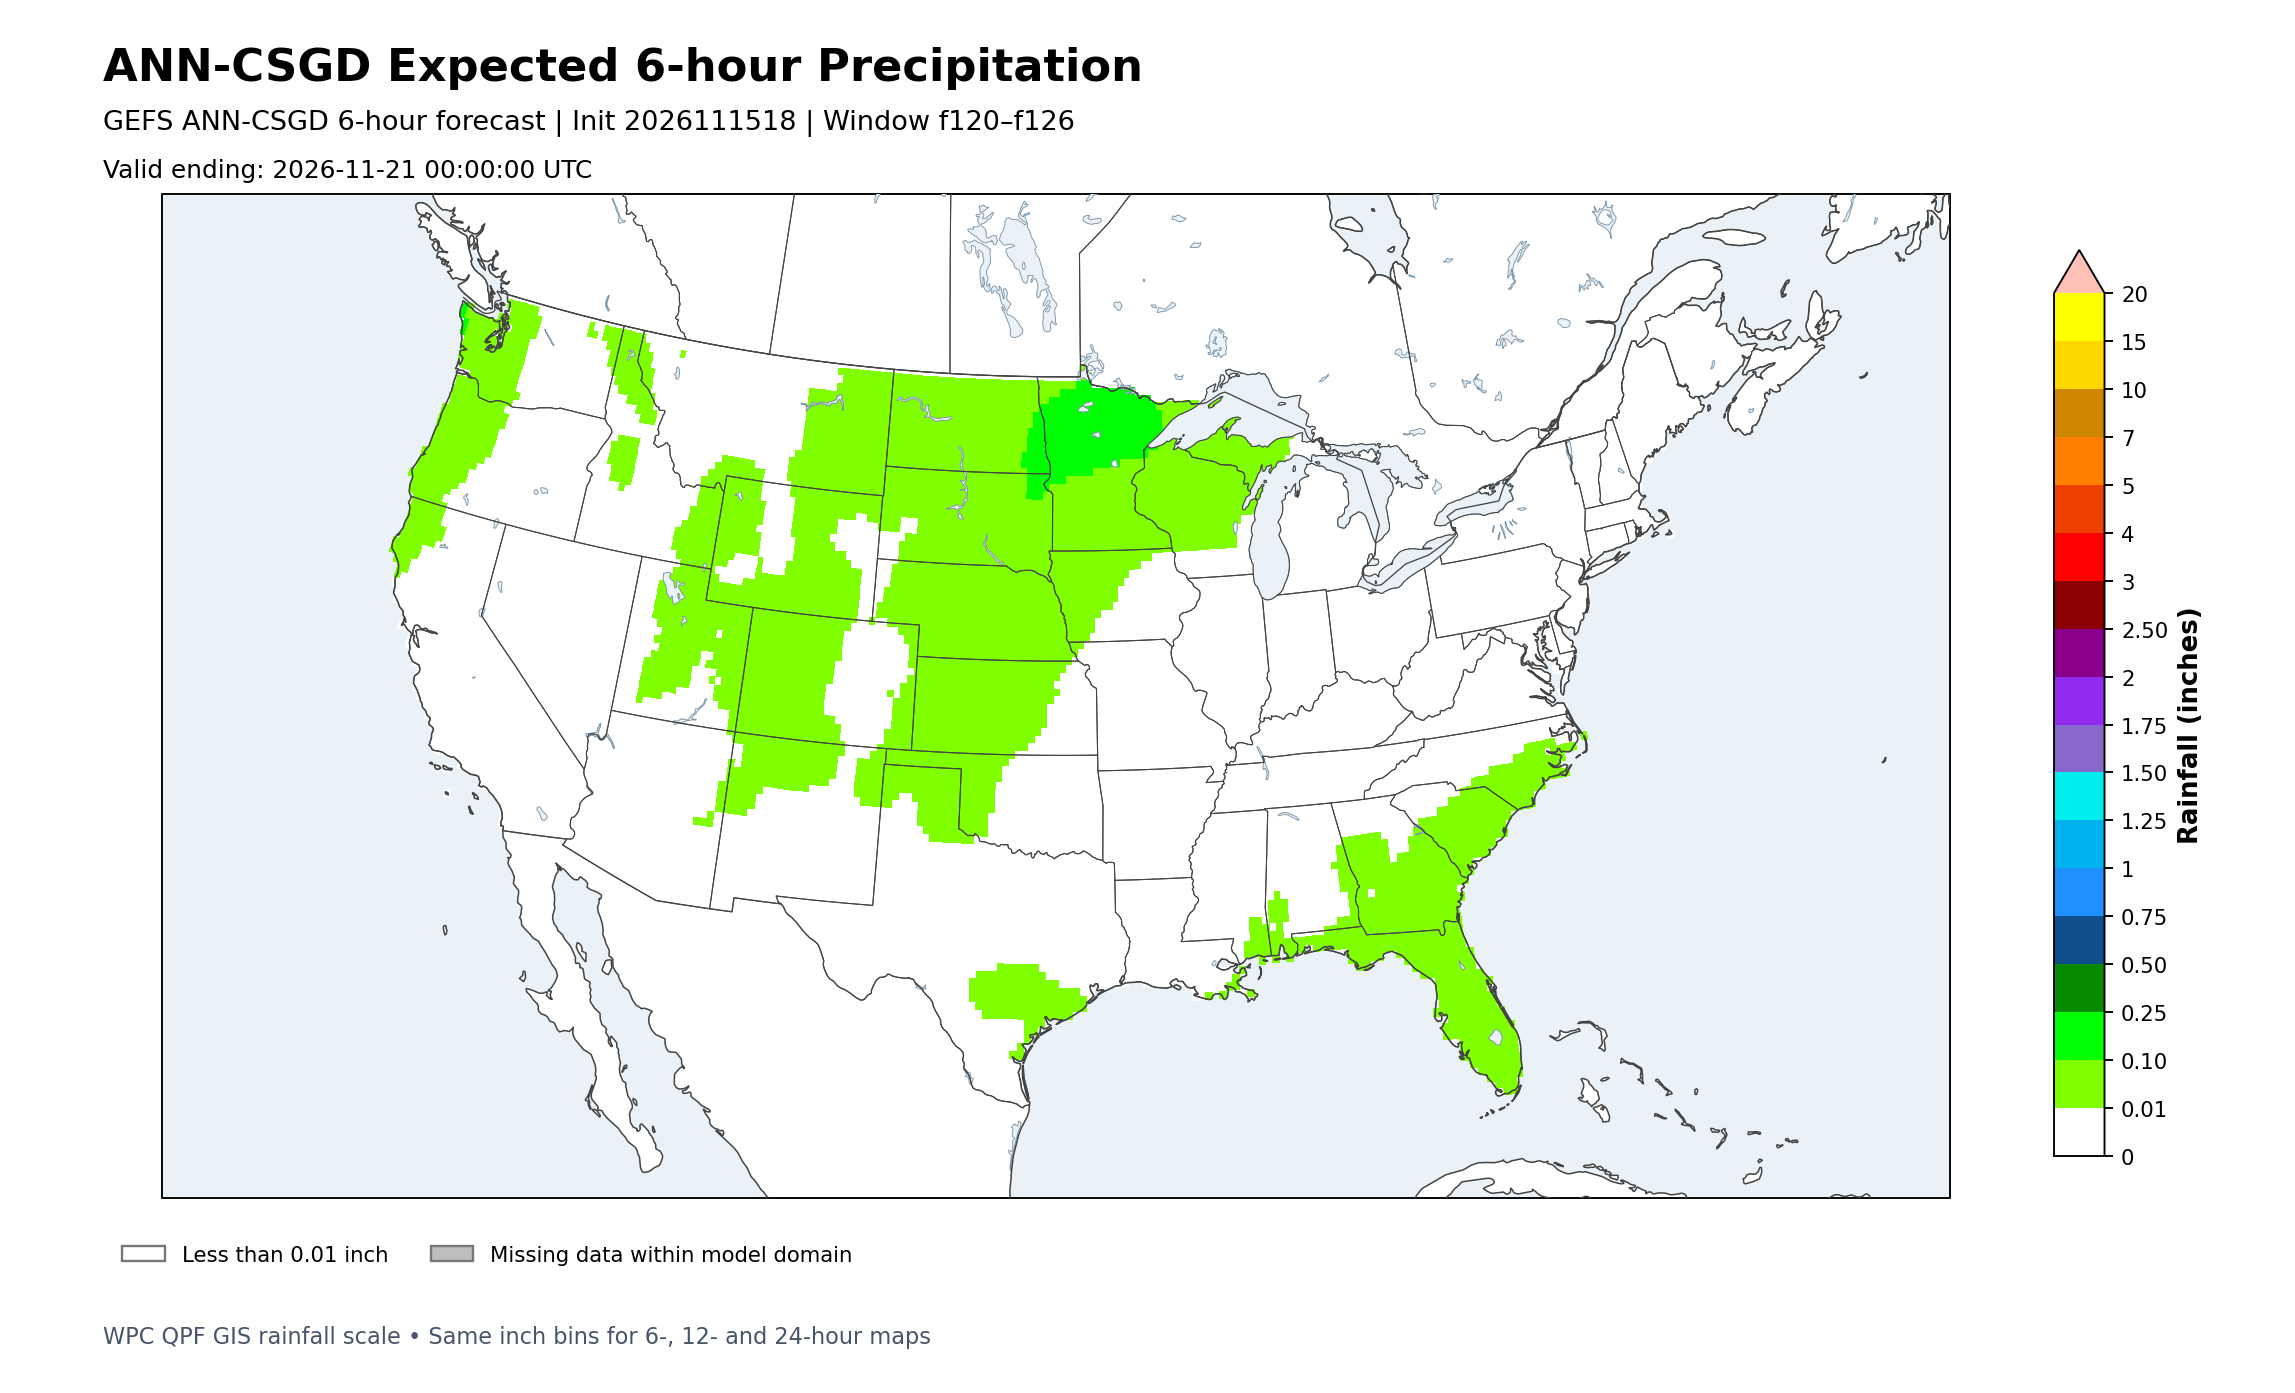 ANN-CSGD Expected 6-hour Precipitation
GEFS ANN-CSGD 6-hour forecast | Init 2026111518 | Window f120–f126
Valid ending: 2026-11-21 00:00:00 UTC
20
15
10
7
5
4
3
2.50
2
1.75
1.50
1.25
1
0.75
0.50
0.25
0.10
0.01
0
Rainfall (inches)
Less than 0.01 inch
Missing data within model domain
WPC QPF GIS rainfall scale • Same inch bins for 6-, 12- and 24-hour maps